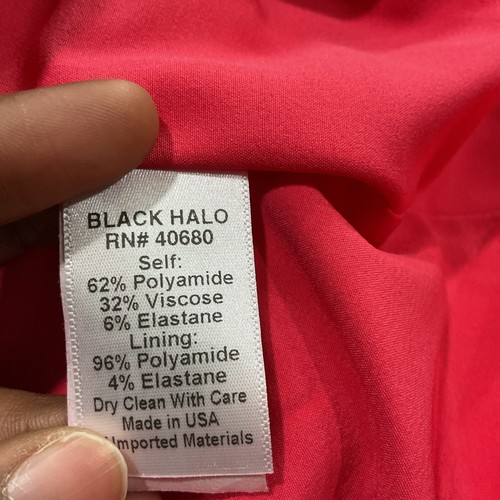 BLACK HALO
RN# 40680
Self:
62% Polyamide
32% Viscose
6% Elastane
Lining:
96% Polyamide
4% Elastane
Dry Clean With Care
Made in USA
Imported Materials